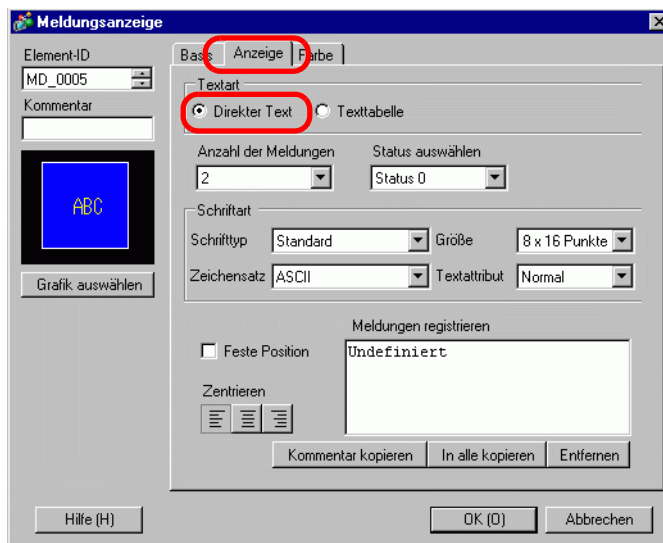 Meldungsanzeige
Element-ID
MD_0005
Kommentar
ABC
Grafik auswählen
Basis Anzeige Farbe
Textart
Direkter Text Texttabelle
Anzahl der Meldungen Status auswählen
2 Status 0
Schriftart
Schrifttyp Standard Größe 8 x 16 Punkte
Zeichensatz ASCII Textattribut Normal
Meldungen registrieren
Feste Position Undefiniert
Zentrieren
Kommentar kopieren In alle kopieren Entfernen
Hilfe (H) OK (O) Abbrechen